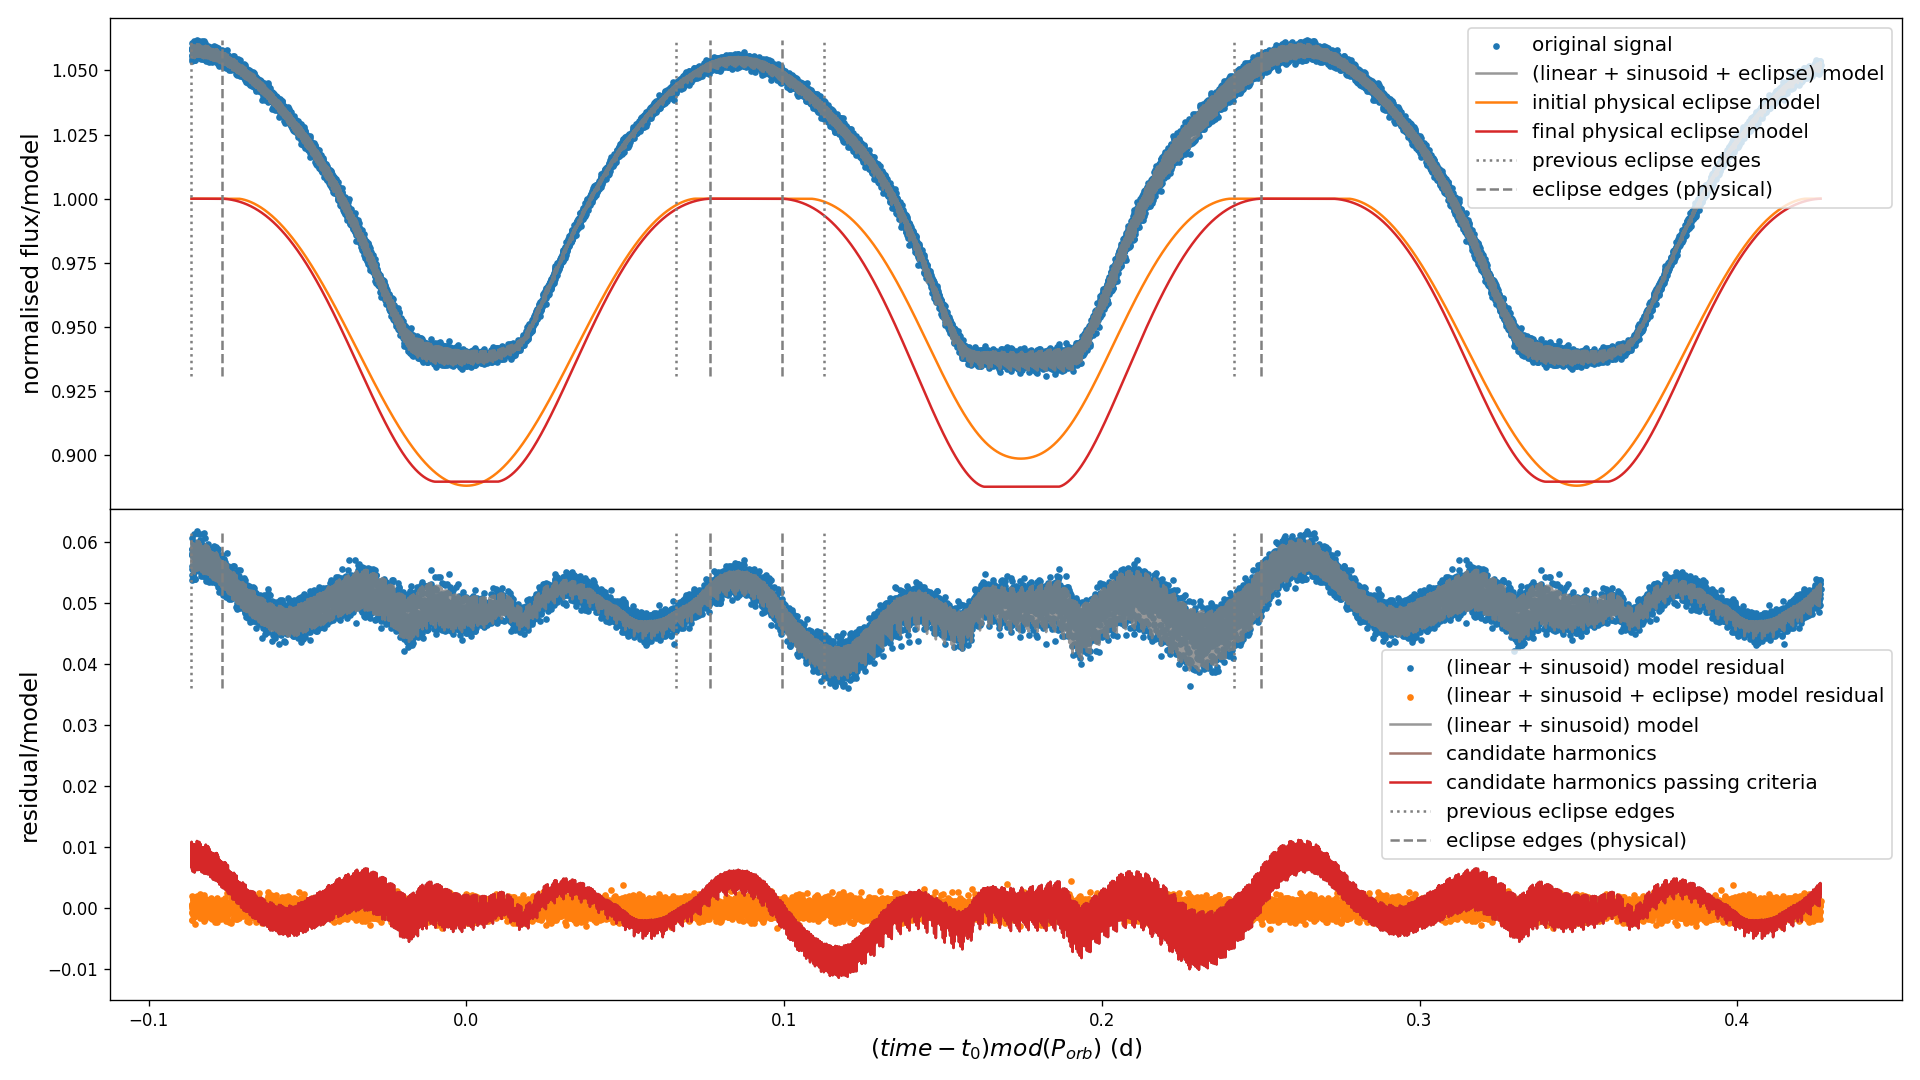 normalised flux/model
1.050
1.025
1.000
0.975
0.950
0.925
0.900
original signal
(linear + sinusoid + eclipse) model
initial physical eclipse model
final physical eclipse model
previous eclipse edges
eclipse edges (physical)
residual/model
0.06
0.05
0.04
0.03
0.02
0.01
0.00
−0.01
(linear + sinusoid) model residual
(linear + sinusoid + eclipse) model residual
(linear + sinusoid) model
candidate harmonics
candidate harmonics passing criteria
previous eclipse edges
eclipse edges (physical)
−0.1
0.0
0.1
0.2
0.3
0.4
(time − t₀)mod(Pₒᵣb) (d)